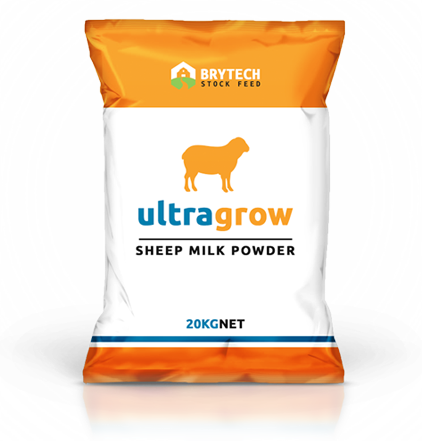 BRYTECH
STOCK FEED
ultragrow
SHEEP MILK POWDER
20KGNET